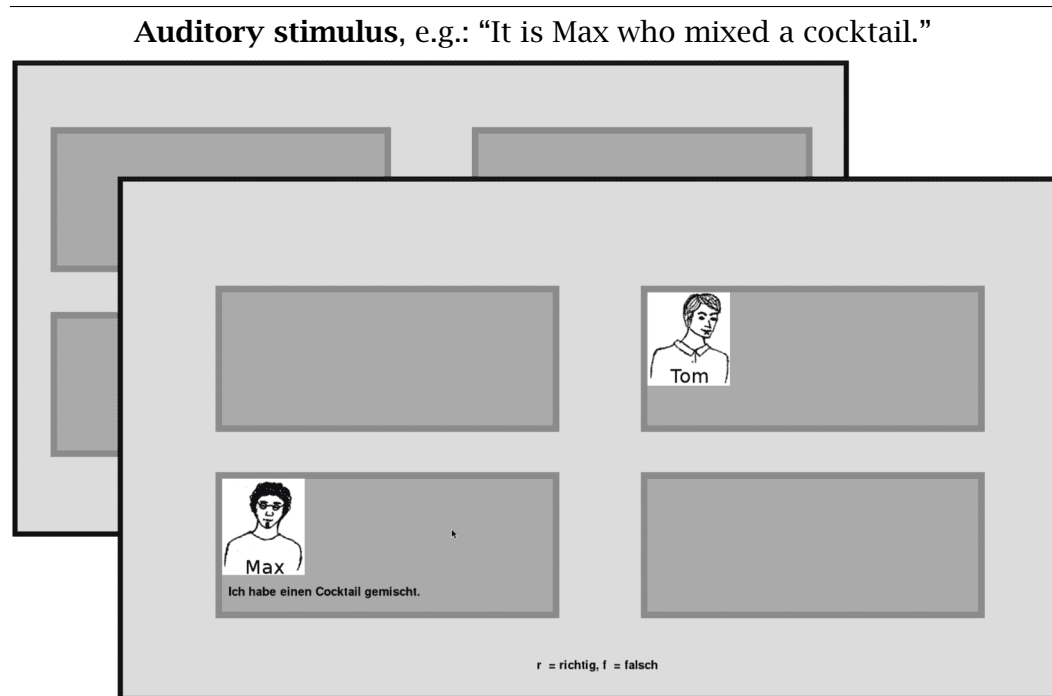 Auditory stimulus, e.g.: “It is Max who mixed a cocktail.”
Tom
Max
Ich habe einen Cocktail gemischt.
r = richtig, f = falsch